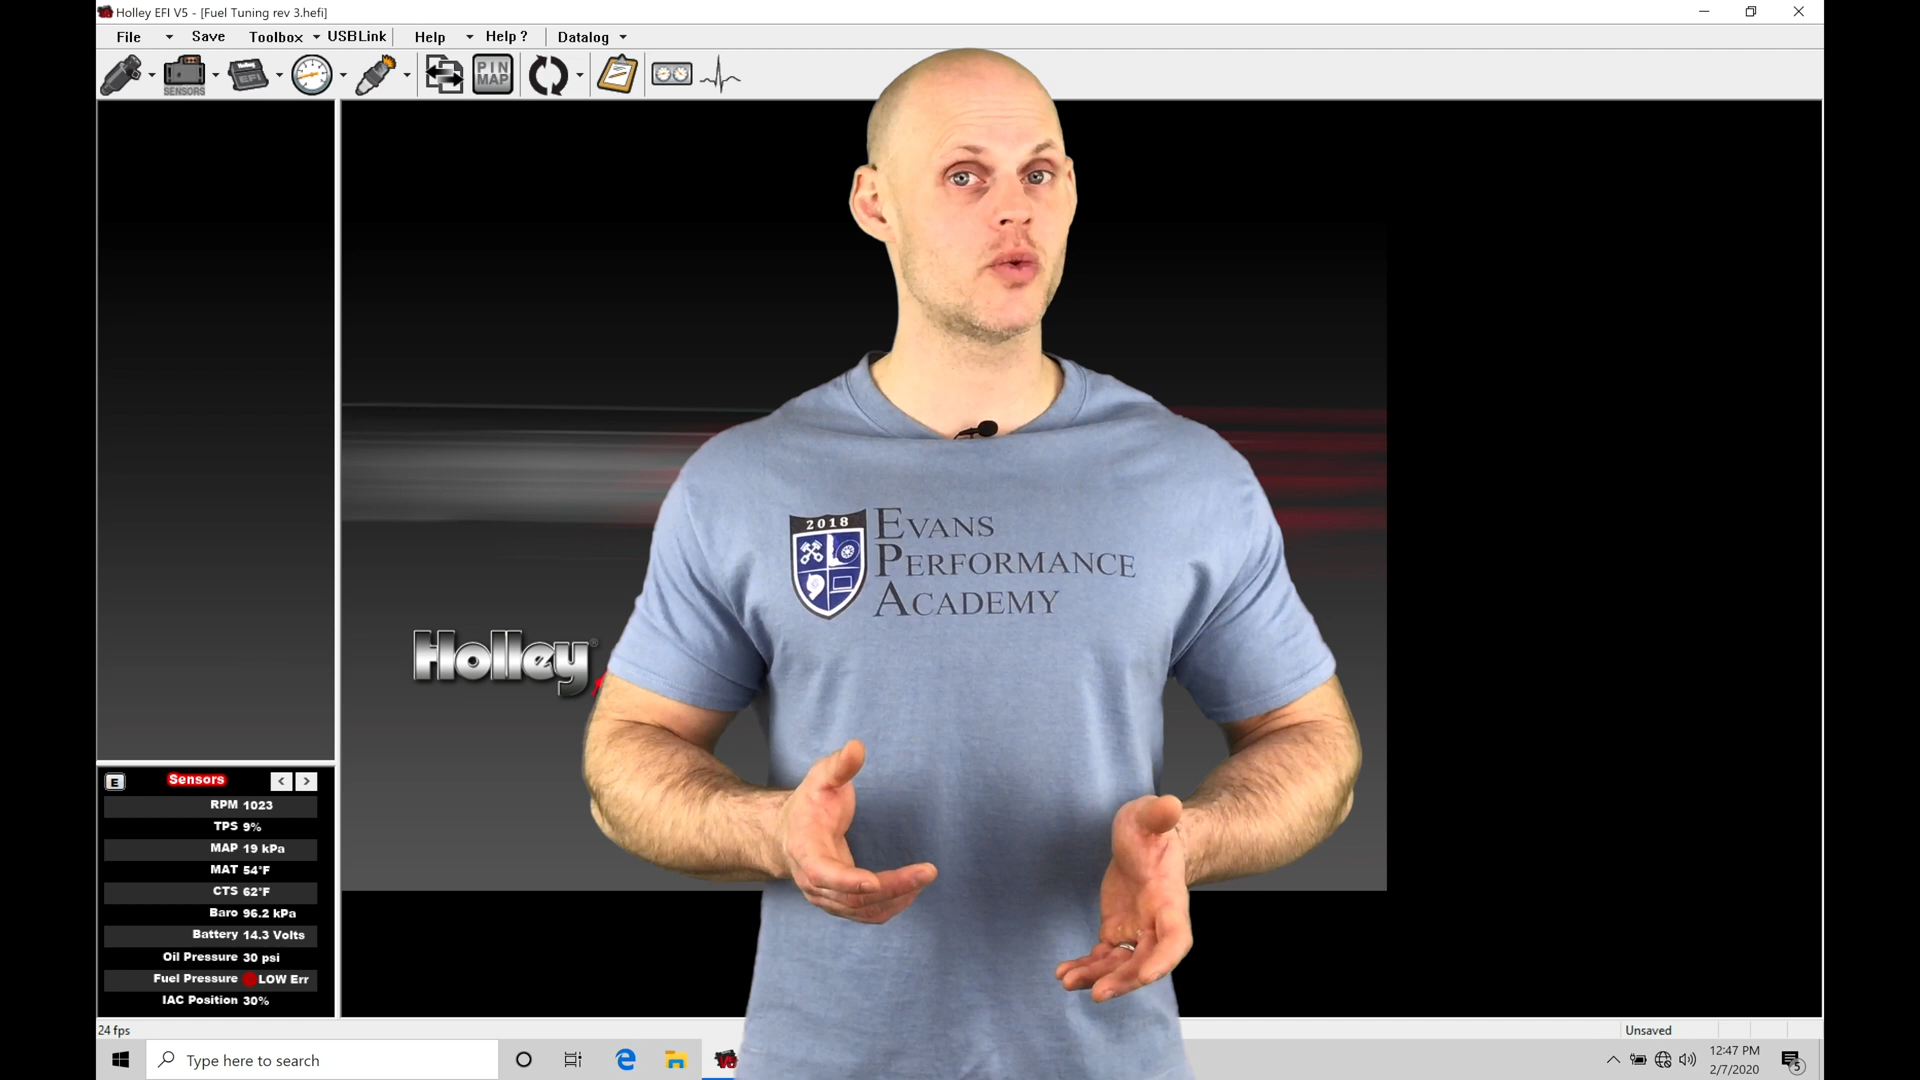 Holley EFI V5 - [Fuel Tuning rev 3.hefi]
File Save Toolbox USBLink Help Help ? Datalog
SENSORS
EFI
PIN
MAP
2018
EVANS
PERFORMANCE
ACADEMY
Holley®
E Sensors < >
RPM 1023
TPS 9%
MAP 19 kPa
MAT 54°F
CTS 62°F
Baro 96.2 kPa
Battery 14.3 Volts
Oil Pressure 30 psi
Fuel Pressure LOW Err
IAC Position 30%
24 fps
Unsaved
Type here to search
12:47 PM
2/7/2020
5